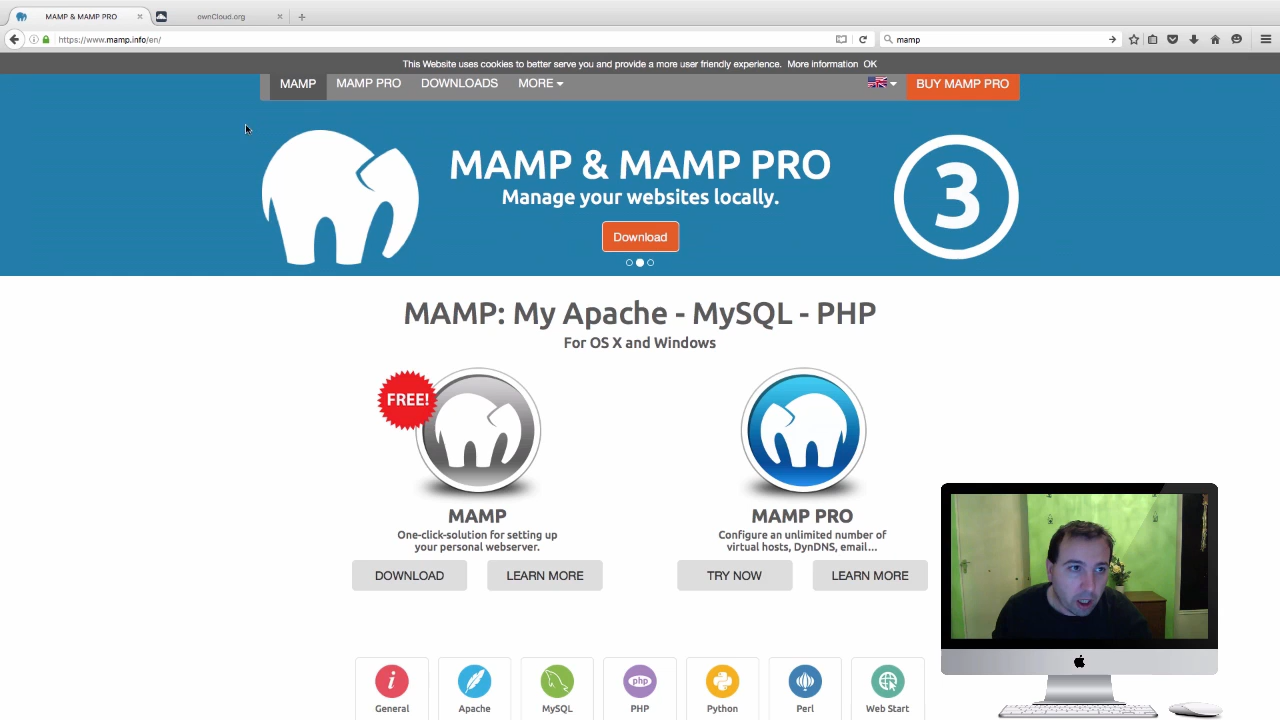 MAMP & MAMP PRO
ownCloud.org
https://www.mamp.info/en/
mamp
This Website uses cookies to better serve you and provide a more user friendly experience. More information OK
MAMP
MAMP PRO
DOWNLOADS
MORE
BUY MAMP PRO
MAMP & MAMP PRO
Manage your websites locally.
Download
3
MAMP: My Apache - MySQL - PHP
For OS X and Windows
FREE!
MAMP
One-click-solution for setting up
your personal webserver.
DOWNLOAD
LEARN MORE
MAMP PRO
Configure an unlimited number of
virtual hosts, DynDNS, email...
TRY NOW
LEARN MORE
i
General
Apache
MySQL
php
PHP
Python
Perl
Web Start